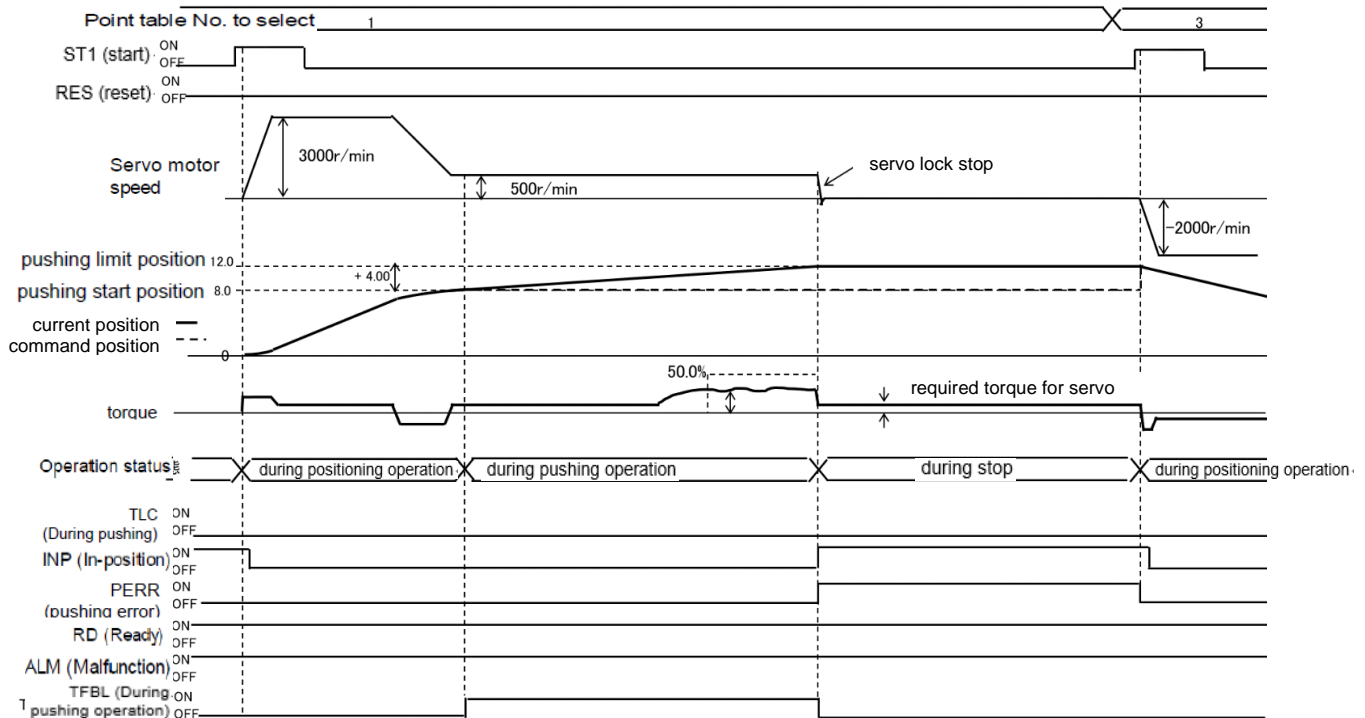 Point table No. to select 1 3
ST1 (start) ON
OFF
RES (reset) ON
OFF
3000r/min
Servo motor
speed
servo lock stop
500r/min
-2000r/min
pushing limit position 12.0
+ 4.00
pushing start position 8.0
current position
command position
0
50.0%
required torque for servo
torque
Operation status
during positioning operation
during pushing operation
during stop
during positioning operation
TLC ON
(During pushing) OFF
INP (In-position) ON
OFF
PERR ON
(pushing error) OFF
RD (Ready) ON
OFF
ALM (Malfunction) ON
OFF
TFBL (During ON
pushing operation) OFF